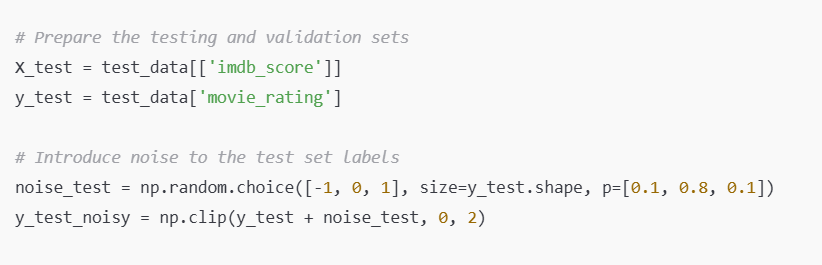 # Prepare the testing and validation sets
X_test = test_data[['imdb_score']]
y_test = test_data['movie_rating']
# Introduce noise to the test set labels
noise_test = np.random.choice([-1, 0, 1], size=y_test.shape, p=[0.1, 0.8, 0.1])
y_test_noisy = np.clip(y_test + noise_test, 0, 2)